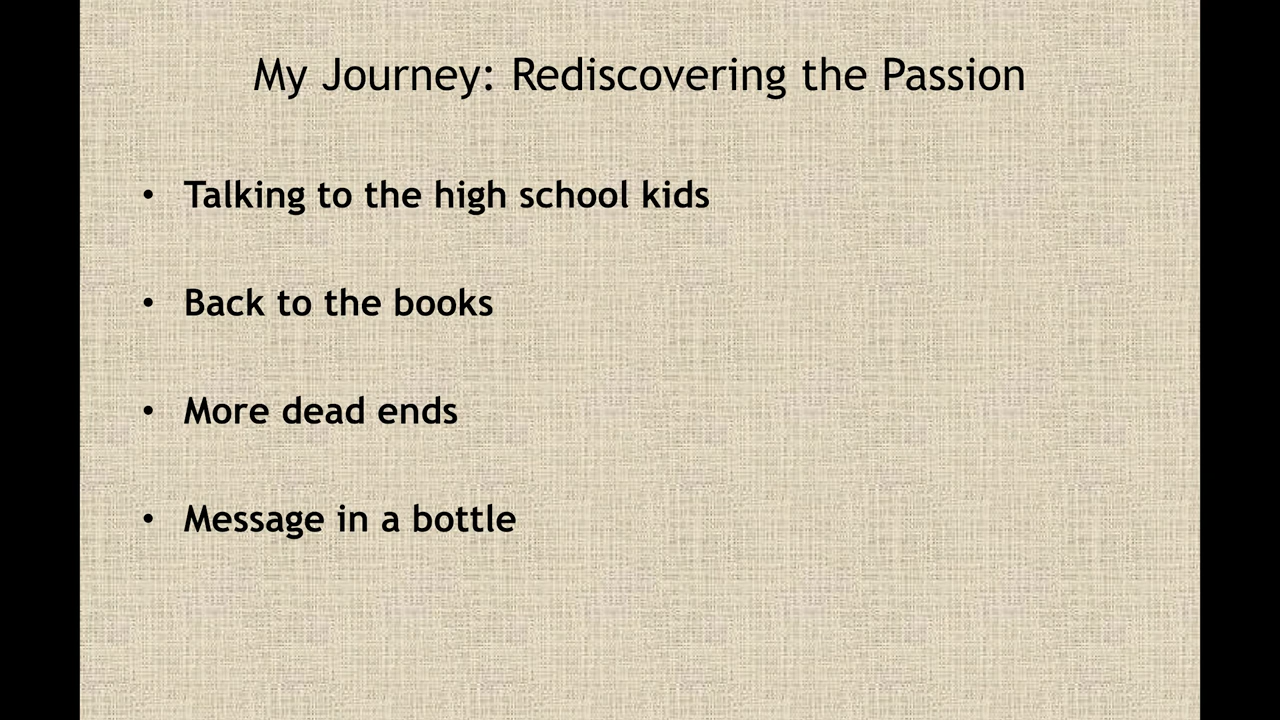 My Journey: Rediscovering the Passion
• Talking to the high school kids
• Back to the books
• More dead ends
• Message in a bottle